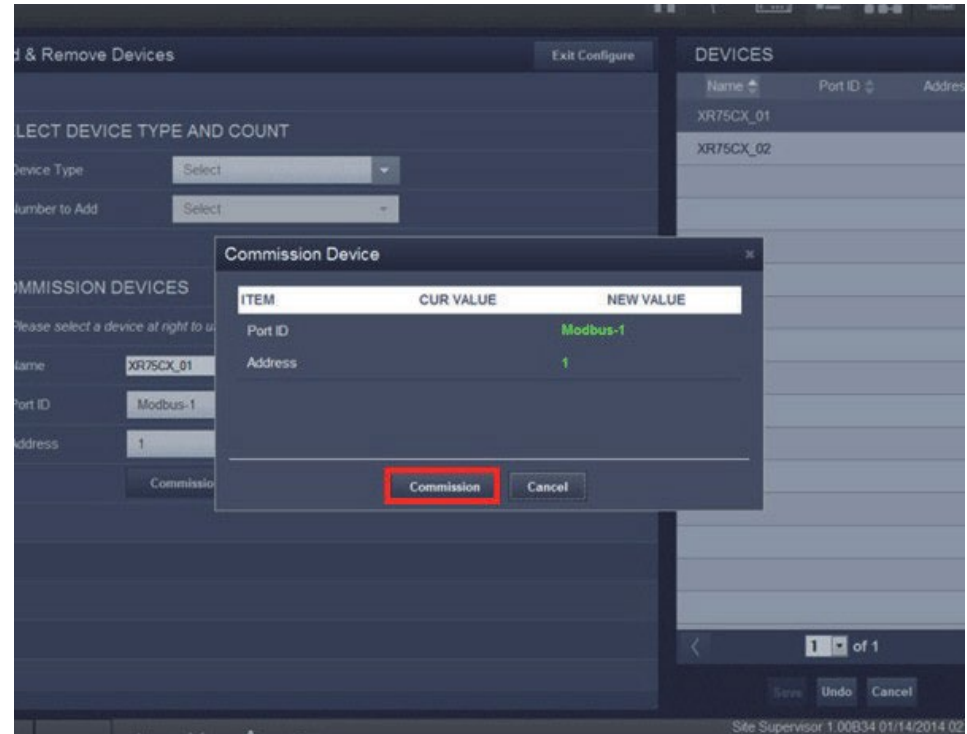 d & Remove Devices
Exit Configure
LECT DEVICE TYPE AND COUNT
Device Type Select
Number to Add Select
OMMISSION DEVICES
Please select a device at right to u
Name XR75CX_01
Port ID Modbus-1
Address 1
Commissio
Commission Device
ITEM CUR VALUE NEW VALUE
Port ID Modbus-1
Address 1
Commission Cancel
DEVICES
Name Port ID Addres
XR75CX_01
XR75CX_02
1 of 1
Save Undo Cancel
Site Supervisor 1.00B34 01/14/2014 02